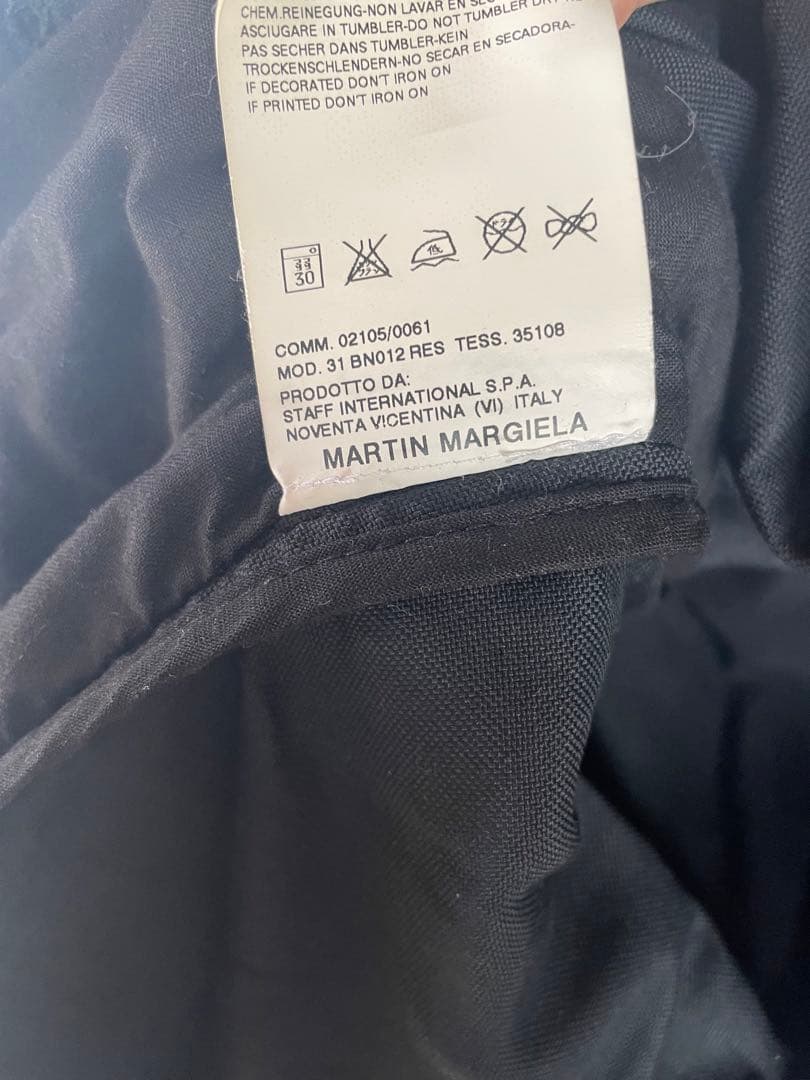 CHEM.REINEGUNG-NON LAVAR EN
ASCIUGARE IN TUMBLER-DO NOT TUMBLER DRY
PAS SECHER DANS TUMBLER-KEIN
TROCKENSCHLENDERN-NO SECAR EN SECADORA-
IF DECORATED DON'T IRON ON
IF PRINTED DON'T IRON ON
30
低
COMM. 02105/0061
MOD. 31 BN012 RES TESS. 35108
PRODOTTO DA:
STAFF INTERNATIONAL S.P.A.
NOVENTA VICENTINA (VI) ITALY
MARTIN MARGIELA